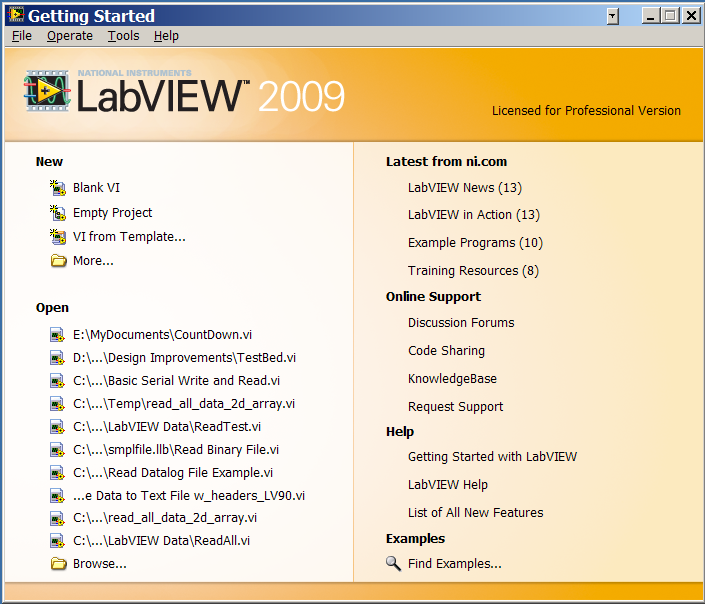 Getting Started
File Operate Tools Help
NATIONAL INSTRUMENTS
LabVIEW™ 2009
Licensed for Professional Version
New
Blank VI
Empty Project
VI from Template...
More...
Open
E:\MyDocuments\CountDown.vi
D:\...\Design Improvements\TestBed.vi
C:\...\Basic Serial Write and Read.vi
C:\...\Temp\read_all_data_2d_array.vi
C:\...\LabVIEW Data\ReadTest.vi
C:\...\smplfile.llb\Read Binary File.vi
C:\...\Read Datalog File Example.vi
...e Data to Text File w_headers_LV90.vi
C:\...\read_all_data_2d_array.vi
C:\...\LabVIEW Data\ReadAll.vi
Browse...
Latest from ni.com
LabVIEW News (13)
LabVIEW in Action (13)
Example Programs (10)
Training Resources (8)
Online Support
Discussion Forums
Code Sharing
KnowledgeBase
Request Support
Help
Getting Started with LabVIEW
LabVIEW Help
List of All New Features
Examples
Find Examples...